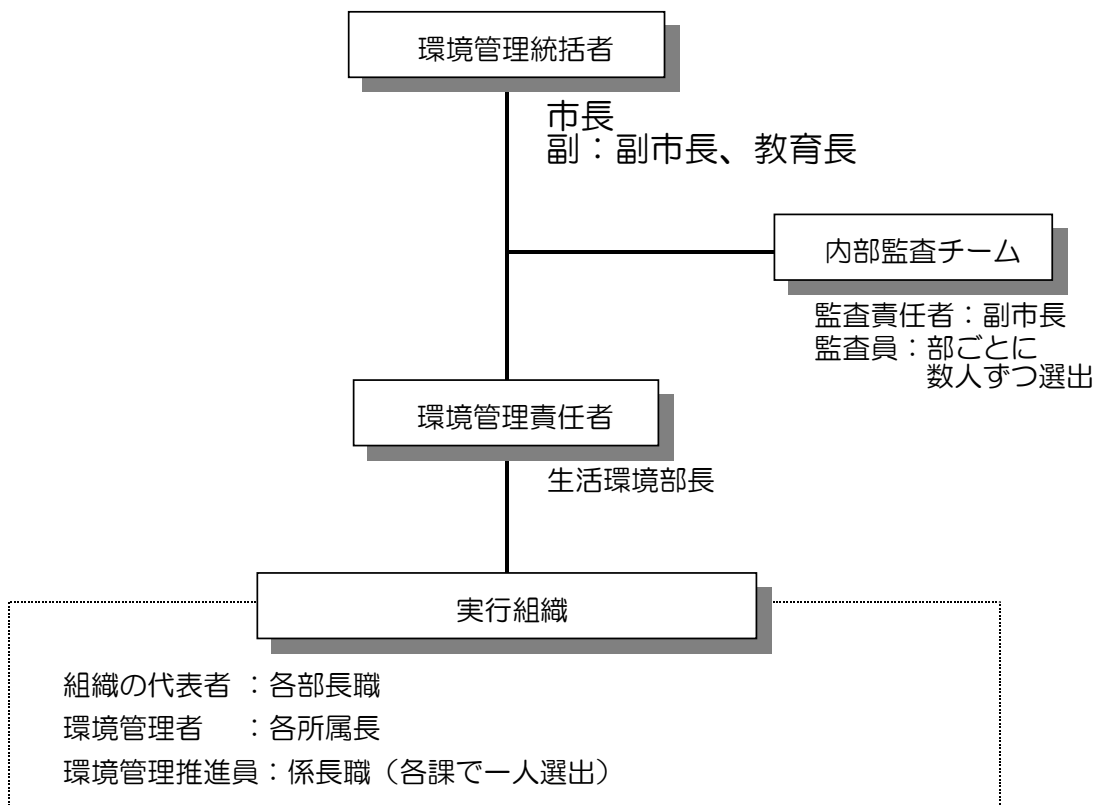 環境管理統括者
市長
副：副市長、教育長
内部監査チーム
監査責任者：副市長
監査員：部ごとに
数人ずつ選出
環境管理責任者
生活環境部長
実行組織
組織の代表者 ：各部長職
環境管理者　 ：各所属長
環境管理推進員：係長職（各課で一人選出）